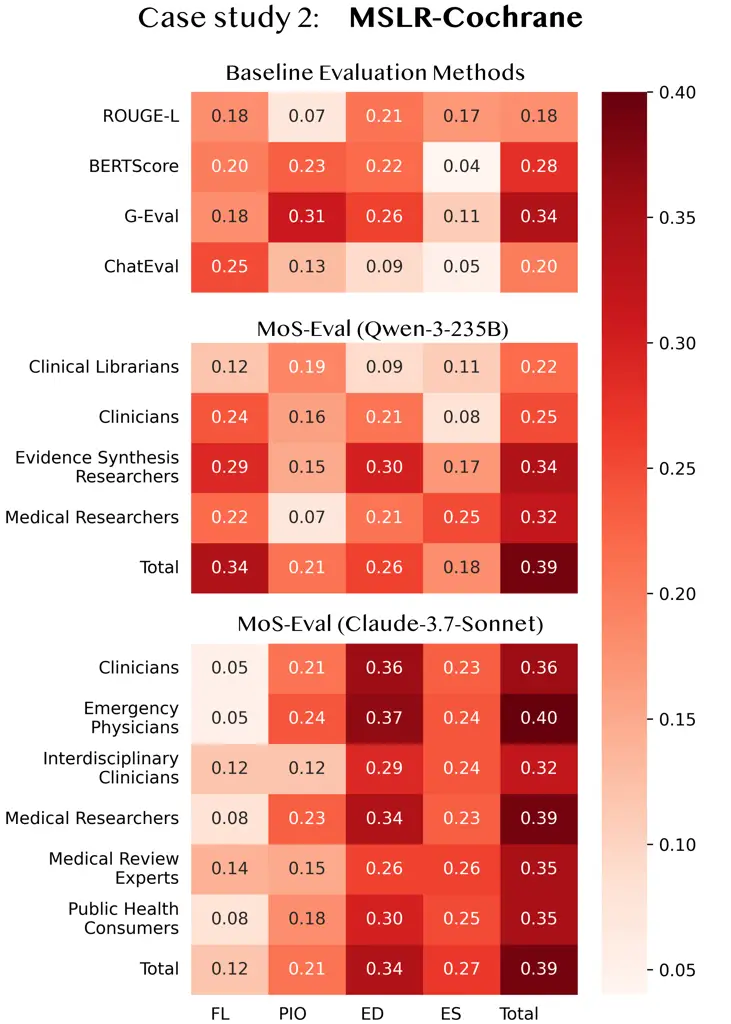 Case study 2: MSLR-Cochrane
Baseline Evaluation Methods
ROUGE-L 0.18 0.07 0.21 0.17 0.18
BERTScore 0.20 0.23 0.22 0.04 0.28
G-Eval 0.18 0.31 0.26 0.11 0.34
ChatEval 0.25 0.13 0.09 0.05 0.20
MoS-Eval (Qwen-3-235B)
Clinical Librarians 0.12 0.19 0.09 0.11 0.22
Clinicians 0.24 0.16 0.21 0.08 0.25
Evidence Synthesis
Researchers 0.29 0.15 0.30 0.17 0.34
Medical Researchers 0.22 0.07 0.21 0.25 0.32
Total 0.34 0.21 0.26 0.18 0.39
MoS-Eval (Claude-3.7-Sonnet)
Clinicians 0.05 0.21 0.36 0.23 0.36
Emergency
Physicians 0.05 0.24 0.37 0.24 0.40
Interdisciplinary
Clinicians 0.12 0.12 0.29 0.24 0.32
Medical Researchers 0.08 0.23 0.34 0.23 0.39
Medical Review
Experts 0.14 0.15 0.26 0.26 0.35
Public Health
Consumers 0.08 0.18 0.30 0.25 0.35
Total 0.12 0.21 0.34 0.27 0.39
FL PIO ED ES Total
0.40
0.35
0.30
0.25
0.20
0.15
0.10
0.05